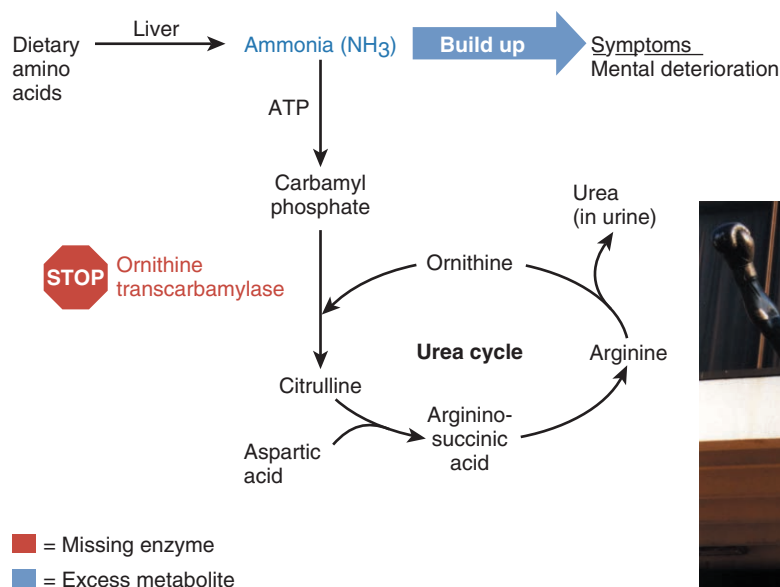 Dietary
amino
acids
Liver
Ammonia (NH3)
Build up
Symptoms
Mental deterioration
ATP
Carbamyl
phosphate
Urea
(in urine)
STOP
Ornithine
transcarbamylase
Ornithine
Urea cycle
Arginine
Citrulline
Arginino-
succinic
acid
Aspartic
acid
= Missing enzyme
= Excess metabolite